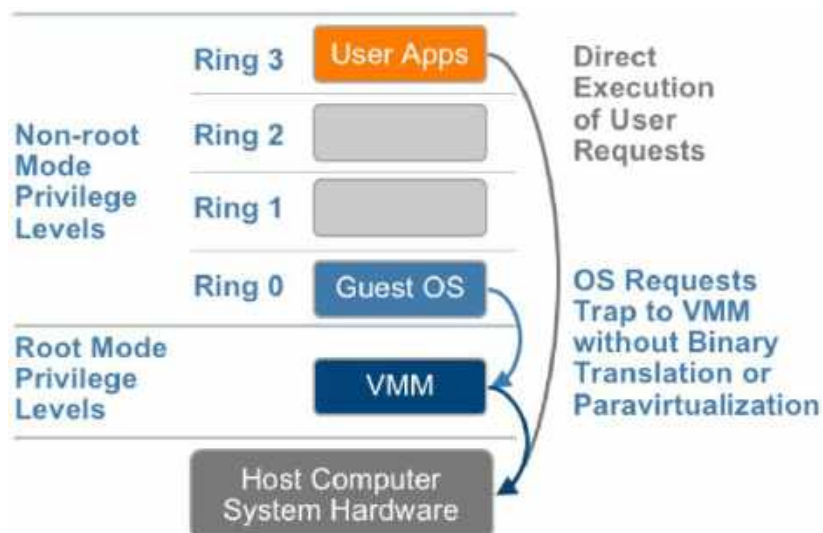 Ring 3
User Apps
Direct
Execution
of User
Requests
Non-root
Mode
Privilege
Levels
Ring 2
Ring 1
Ring 0
Guest OS
OS Requests
Trap to VMM
without Binary
Translation or
Paravirtualization
Root Mode
Privilege
Levels
VMM
Host Computer
System Hardware